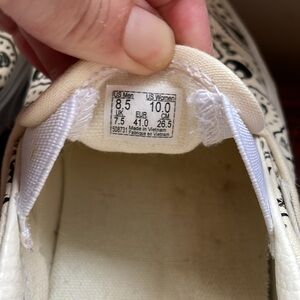 US Men US Women
8.5 10.0
UK EUR CM
7.5 41.0 26.5
Made in Vietnam
Fabriqué en Vietnam